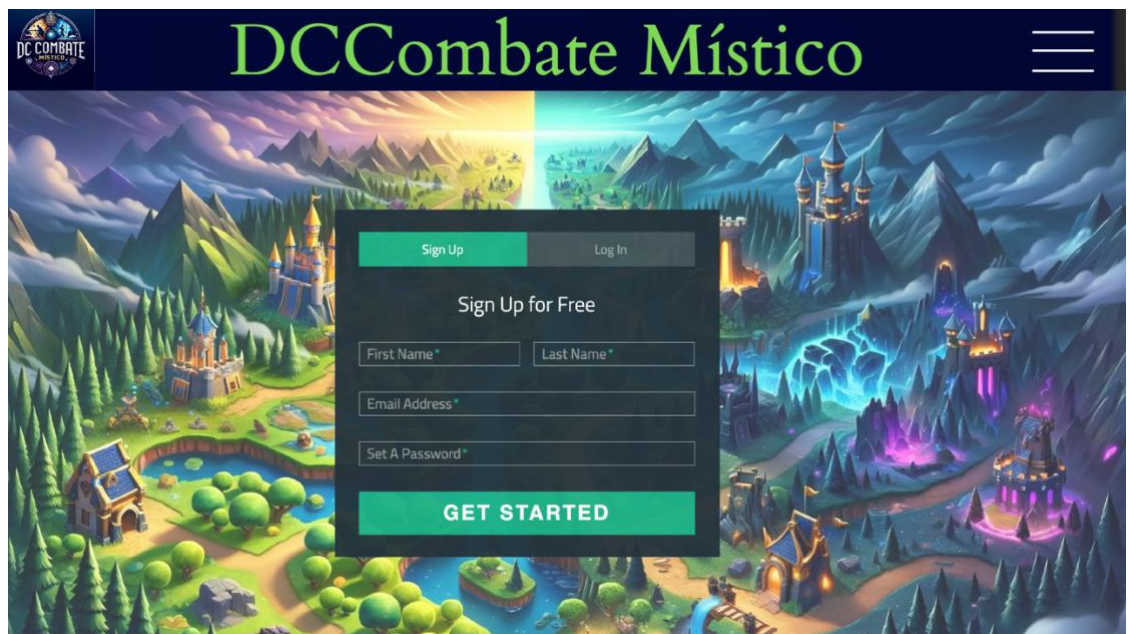 DC COMBATE
MÍSTICO
DCCombate Místico
Sign Up
Log In
Sign Up for Free
First Name*
Last Name*
Email Address*
Set A Password*
GET STARTED